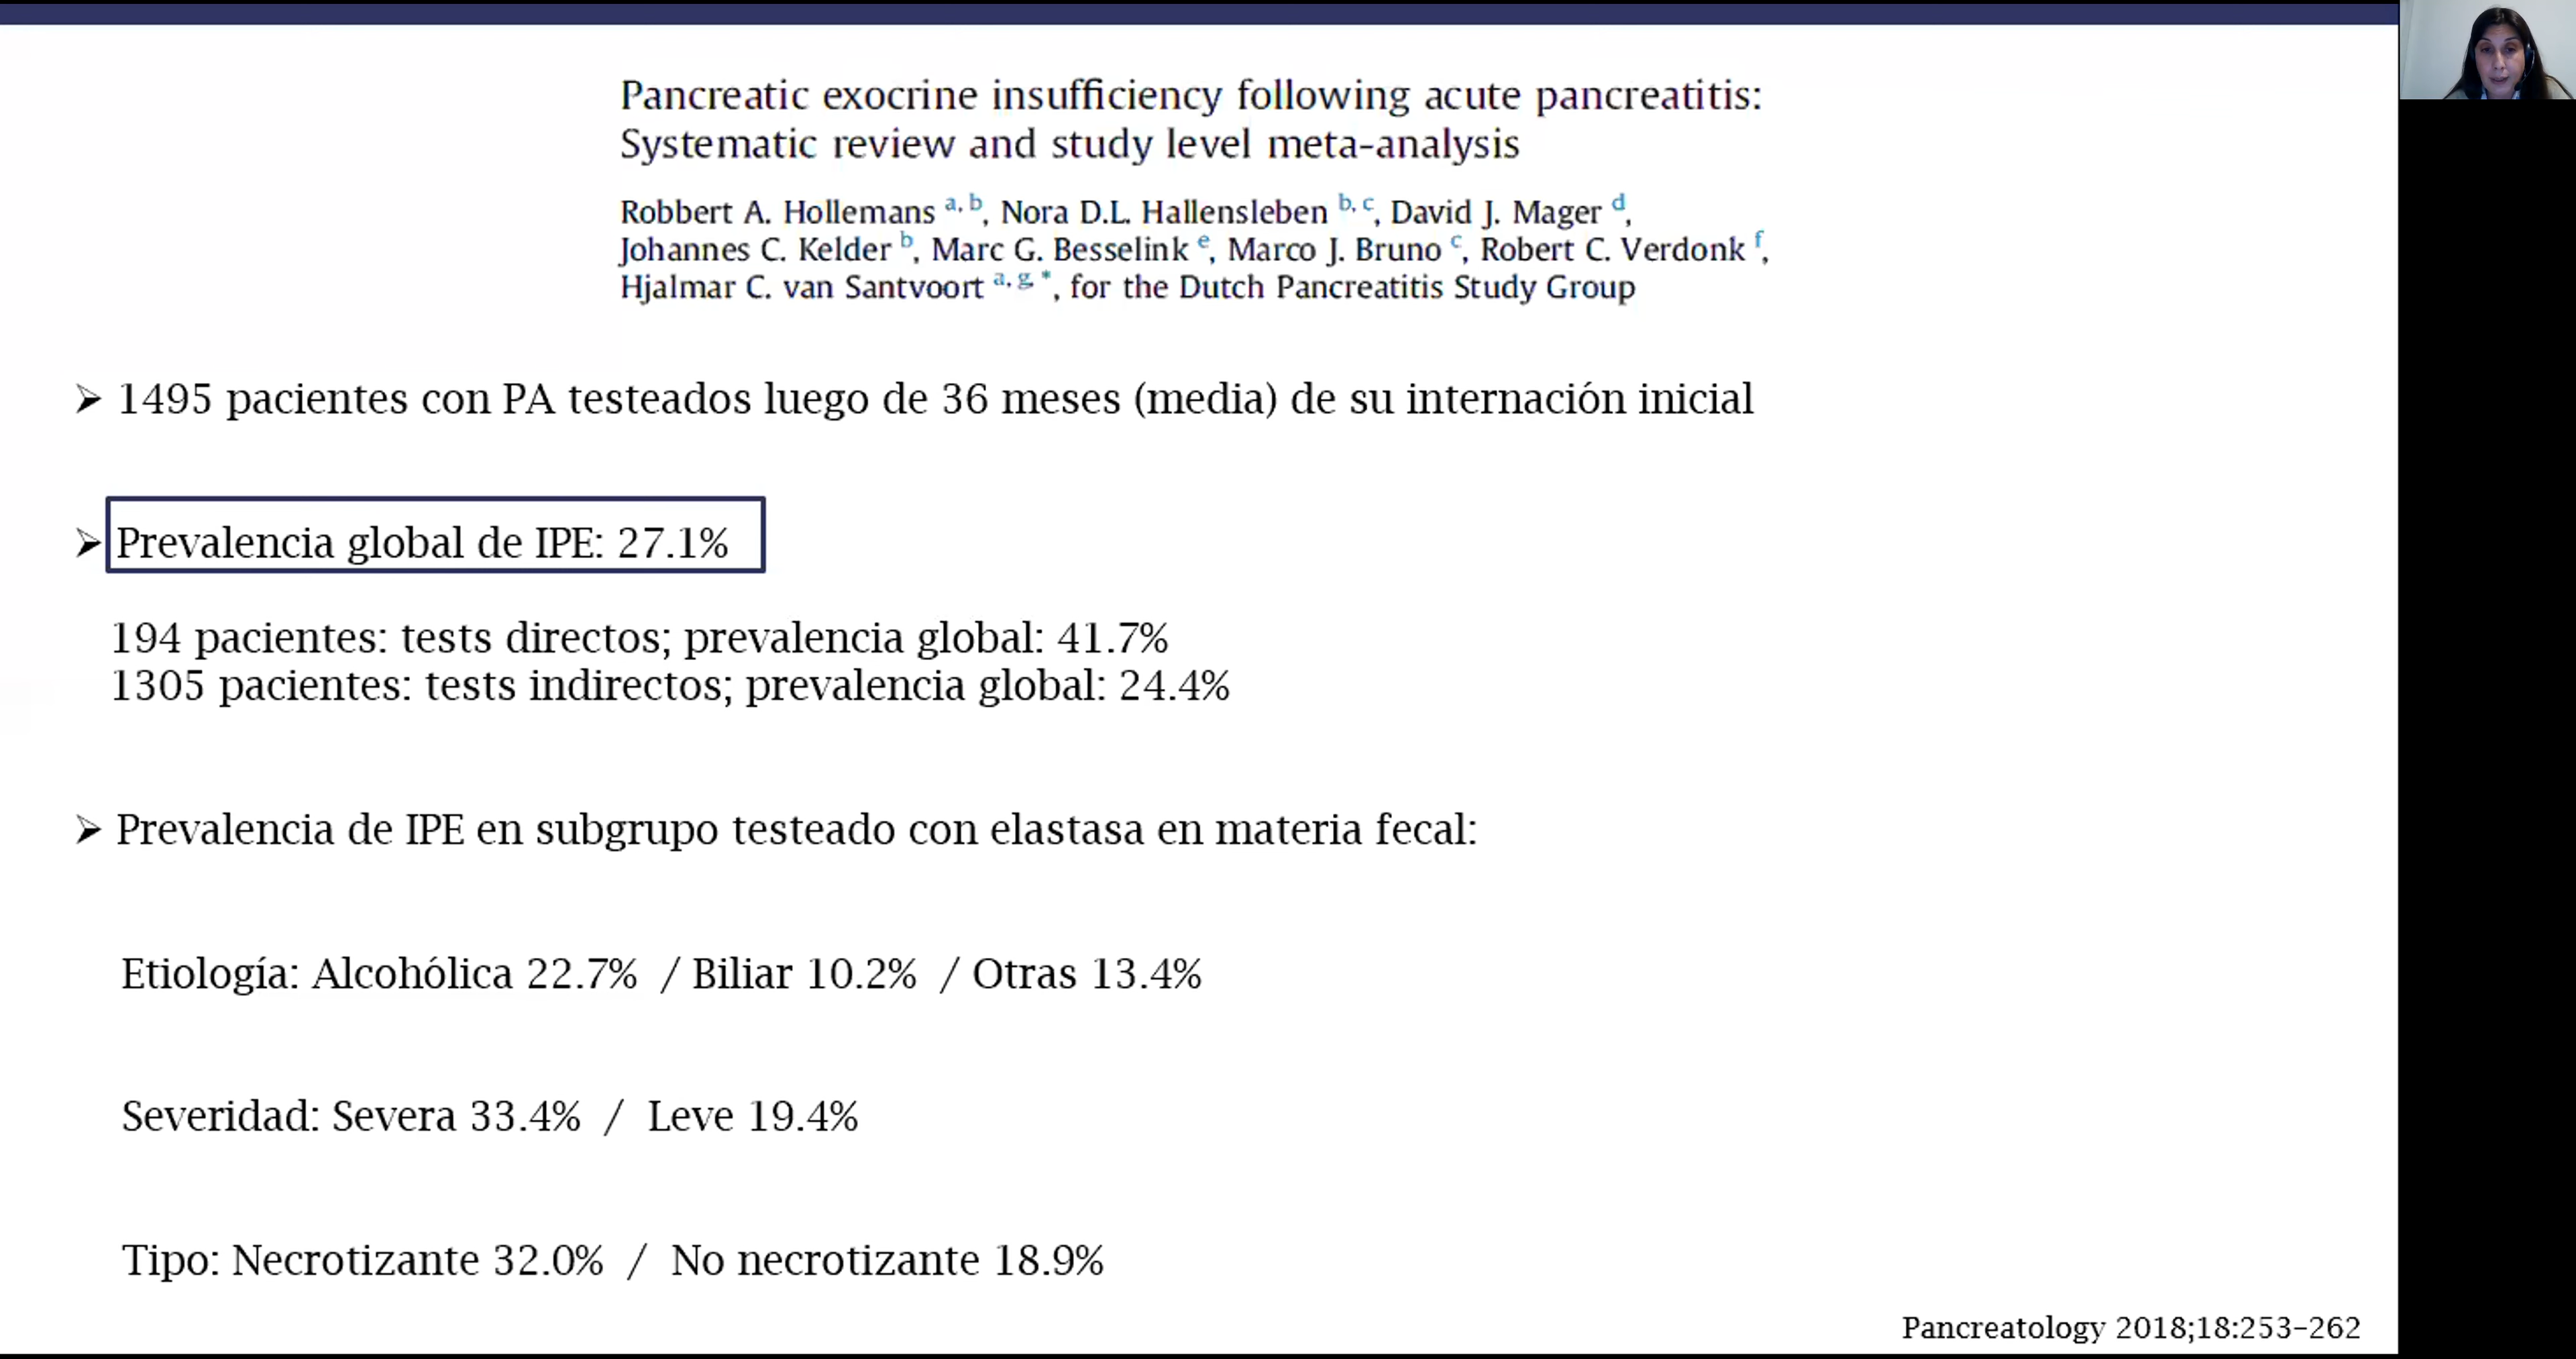 Pancreatic exocrine insufficiency following acute pancreatitis:
Systematic review and study level meta-analysis
Robbert A. Hollemans a, b, Nora D.L. Hallensleben b, c, David J. Mager d,
Johannes C. Kelder b, Marc G. Besselink e, Marco J. Bruno c, Robert C. Verdonk f,
Hjalmar C. van Santvoort a, g, *, for the Dutch Pancreatitis Study Group
➢ 1495 pacientes con PA testeados luego de 36 meses (media) de su internación inicial
➢ Prevalencia global de IPE: 27.1%
194 pacientes: tests directos; prevalencia global: 41.7%
1305 pacientes: tests indirectos; prevalencia global: 24.4%
➢ Prevalencia de IPE en subgrupo testeado con elastasa en materia fecal:
Etiología: Alcohólica 22.7% / Biliar 10.2% / Otras 13.4%
Severidad: Severa 33.4% / Leve 19.4%
Tipo: Necrotizante 32.0% / No necrotizante 18.9%
Pancreatology 2018;18:253–262